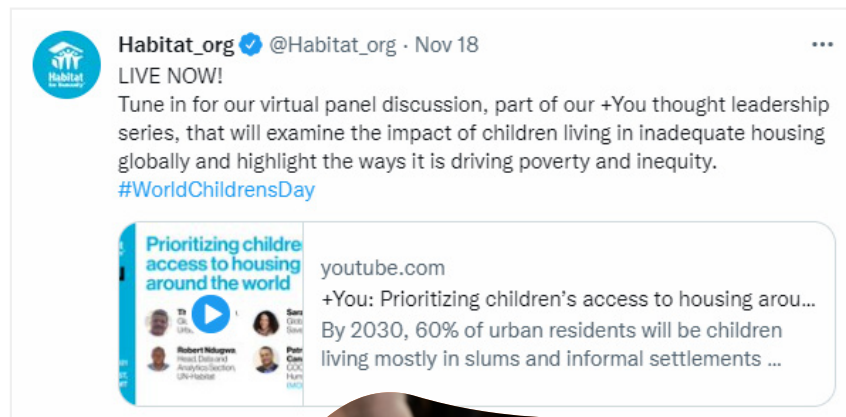 Habitat_org @Habitat_org · Nov 18
LIVE NOW!
Tune in for our virtual panel discussion, part of our +You thought leadership
series, that will examine the impact of children living in inadequate housing
globally and highlight the ways it is driving poverty and inequity.
#WorldChildrensDay
Habitat
for Humanity
Prioritizing childre
access to housing
around the world
Robert Ndugwa
Head, Data and
Analytics Section,
UN-Habitat
youtube.com
+You: Prioritizing children's access to housing arou...
By 2030, 60% of urban residents will be children
living mostly in slums and informal settlements ...